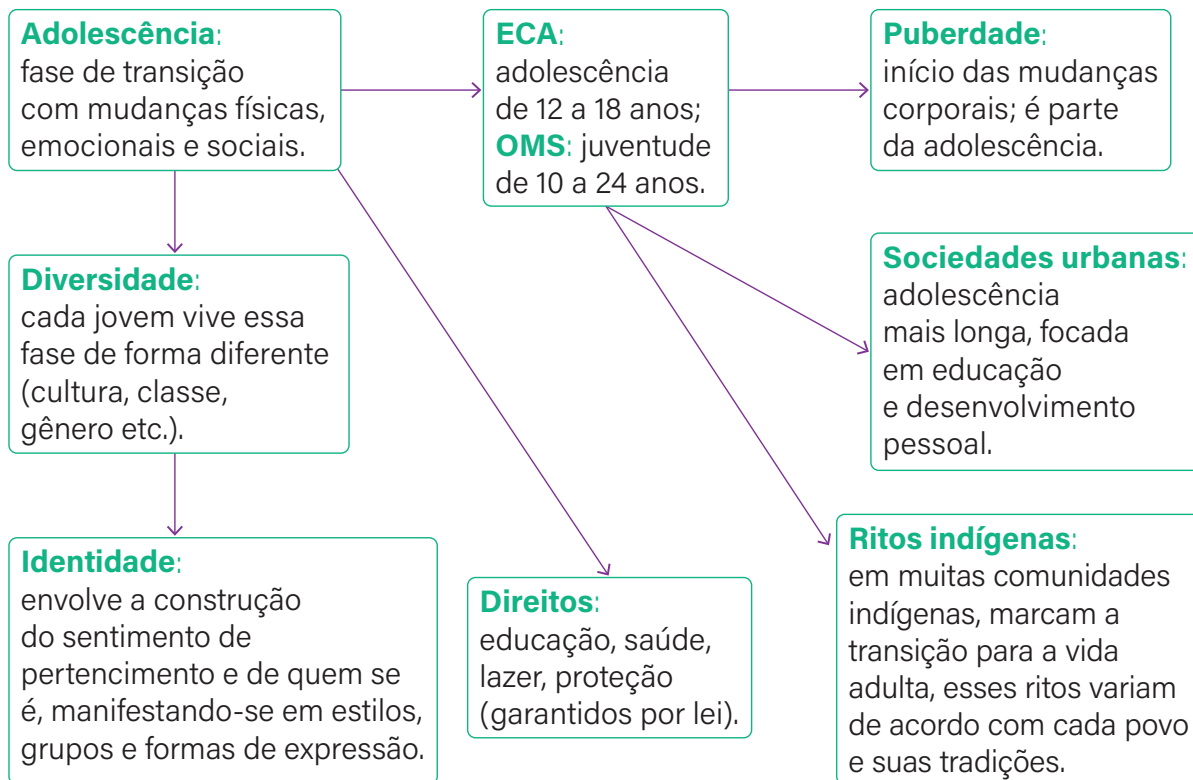 Adolescência:
fase de transição
com mudanças físicas,
emocionais e sociais.
ECA:
adolescência
de 12 a 18 anos;
OMS: juventude
de 10 a 24 anos.
Puberdade:
início das mudanças
corporais; é parte
da adolescência.
Diversidade:
cada jovem vive essa
fase de forma diferente
(cultura, classe,
gênero etc.).
Sociedades urbanas:
adolescência
mais longa, focada
em educação
e desenvolvimento
pessoal.
Identidade:
envolve a construção
do sentimento de
pertencimento e de quem se
é, manifestando-se em estilos,
grupos e formas de expressão.
Direitos:
educação, saúde,
lazer, proteção
(garantidos por lei).
Ritos indígenas:
em muitas comunidades
indígenas, marcam a
transição para a vida
adulta, esses ritos variam
de acordo com cada povo
e suas tradições.